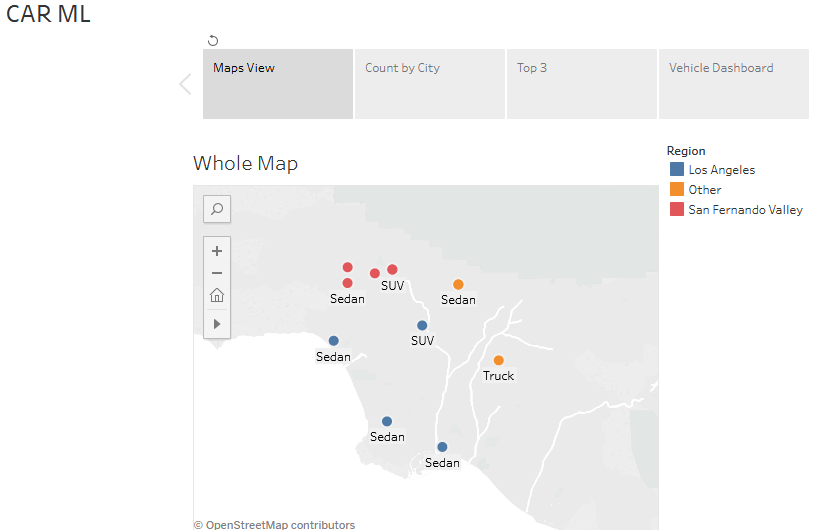 CAR ML
Maps View
Count by City
Top 3
Vehicle Dashboard
Whole Map
Region
Los Angeles
Other
San Fernando Valley
SUV
Sedan
Sedan
SUV
Sedan
Truck
Sedan
Sedan
© OpenStreetMap contributors